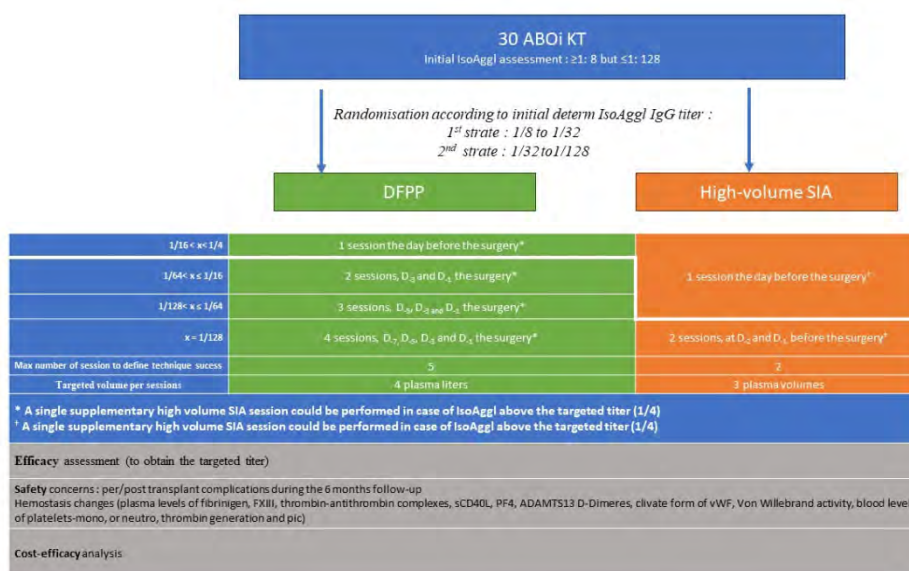 30 ABOi KT
Initial IsoAggl assessment : ≥1: 8 but ≤1: 128
Randomisation according to initial determ IsoAggl IgG titer :
1st strate : 1/8 to 1/32
2nd strate : 1/32 to1/128
DFPP
High-volume SIA
1/16 < x < 1/4
1 session the day before the surgery*
1/64< x ≤ 1/16
2 sessions, D-3 and D-1 the surgery*
1 session the day before surgery†
1/128< x ≤ 1/64
3 sessions, D-5, D-3 and D-1 the surgery*
x = 1/128
4 sessions, D-7, D-5, D-3 and D-1 the surgery*
2 sessions, at D-2 and D-1 before the surgery†
Max number of session to define technique sucess
5
2
Targeted volume per sessions
4 plasma liters
3 plasma volumes
* A single supplementary high volume SIA session could be performed in case of IsoAggl above the targeted titer (1/4)
† A single supplementary high volume SIA session could be performed in case of IsoAggl above the targeted titer (1/4)
Efficacy assessment (to obtain the targeted titer)
Safety concerns : per/post transplant complications during the 6 months follow-up
Hemostasis changes (plasma levels of fibrinigen, FXIII, thrombin-antithrombin complexes, sCD40L, PF4, ADAMTS13 D-Dimeres, clivate form of vWF, Von Willebrand activity, blood level
of platelets-mono, or neutro, thrombin generation and pic)
Cost-efficacy analysis